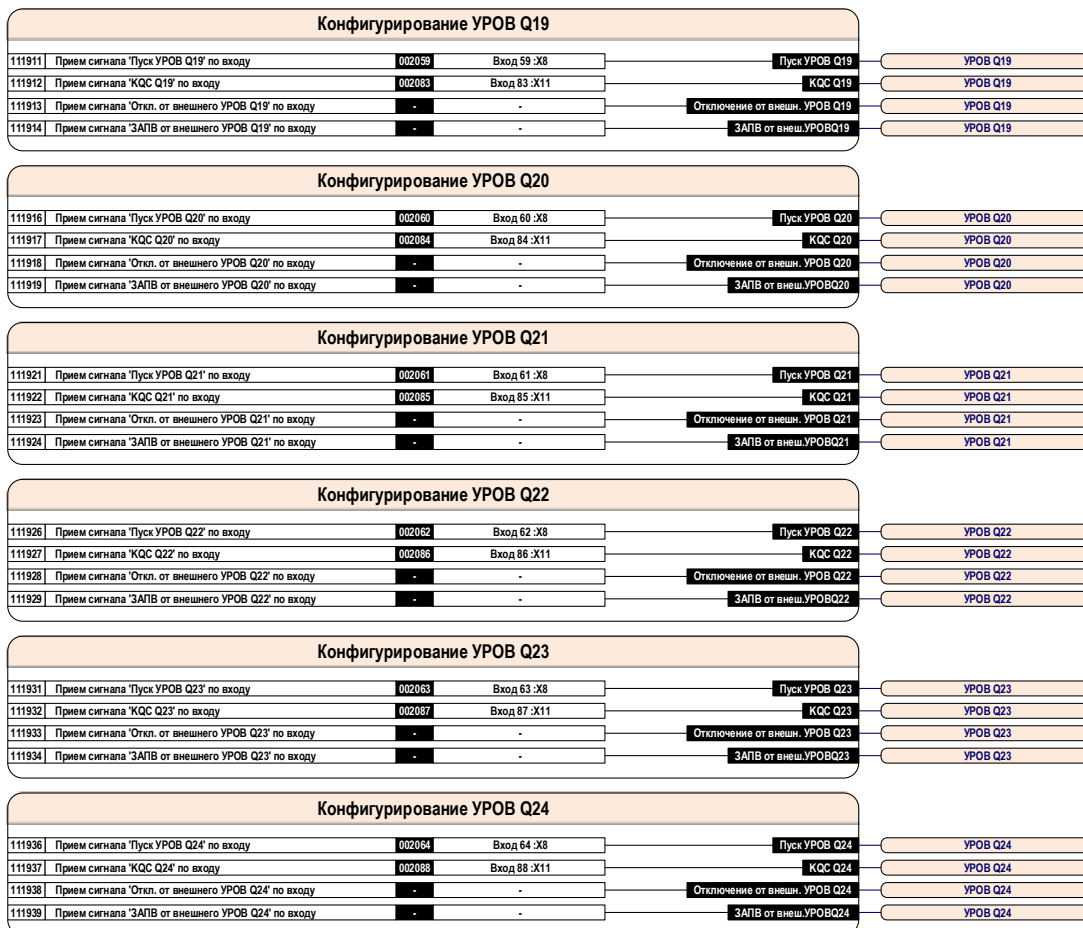 Конфигурирование УРОВ Q19
111911 Прием сигнала 'Пуск УРОВ Q19' по входу 002059 Вход 59 :X8 Пуск УРОВ Q19 УРОВ Q19
111912 Прием сигнала 'KQC Q19' по входу 002083 Вход 83 :X11 KQC Q19 УРОВ Q19
111913 Прием сигнала 'Откл. от внешнего УРОВ Q19' по входу - - Отключение от внешн. УРОВ Q19 УРОВ Q19
111914 Прием сигнала 'ЗАПВ от внешнего УРОВ Q19' по входу - - ЗАПВ от внеш.УРОВQ19 УРОВ Q19
Конфигурирование УРОВ Q20
111916 Прием сигнала 'Пуск УРОВ Q20' по входу 002060 Вход 60 :X8 Пуск УРОВ Q20 УРОВ Q20
111917 Прием сигнала 'KQC Q20' по входу 002084 Вход 84 :X11 KQC Q20 УРОВ Q20
111918 Прием сигнала 'Откл. от внешнего УРОВ Q20' по входу - - Отключение от внешн. УРОВ Q20 УРОВ Q20
111919 Прием сигнала 'ЗАПВ от внешнего УРОВ Q20' по входу - - ЗАПВ от внеш.УРОВQ20 УРОВ Q20
Конфигурирование УРОВ Q21
111921 Прием сигнала 'Пуск УРОВ Q21' по входу 002061 Вход 61 :X8 Пуск УРОВ Q21 УРОВ Q21
111922 Прием сигнала 'KQC Q21' по входу 002085 Вход 85 :X11 KQC Q21 УРОВ Q21
111923 Прием сигнала 'Откл. от внешнего УРОВ Q21' по входу - - Отключение от внешн. УРОВ Q21 УРОВ Q21
111924 Прием сигнала 'ЗАПВ от внешнего УРОВ Q21' по входу - - ЗАПВ от внеш.УРОВQ21 УРОВ Q21
Конфигурирование УРОВ Q22
111926 Прием сигнала 'Пуск УРОВ Q22' по входу 002062 Вход 62 :X8 Пуск УРОВ Q22 УРОВ Q22
111927 Прием сигнала 'KQC Q22' по входу 002086 Вход 86 :X11 KQC Q22 УРОВ Q22
111928 Прием сигнала 'Откл. от внешнего УРОВ Q22' по входу - - Отключение от внешн. УРОВ Q22 УРОВ Q22
111929 Прием сигнала 'ЗАПВ от внешнего УРОВ Q22' по входу - - ЗАПВ от внеш.УРОВQ22 УРОВ Q22
Конфигурирование УРОВ Q23
111931 Прием сигнала 'Пуск УРОВ Q23' по входу 002063 Вход 63 :X8 Пуск УРОВ Q23 УРОВ Q23
111932 Прием сигнала 'KQC Q23' по входу 002087 Вход 87 :X11 KQC Q23 УРОВ Q23
111933 Прием сигнала 'Откл. от внешнего УРОВ Q23' по входу - - Отключение от внешн. УРОВ Q23 УРОВ Q23
111934 Прием сигнала 'ЗАПВ от внешнего УРОВ Q23' по входу - - ЗАПВ от внеш.УРОВQ23 УРОВ Q23
Конфигурирование УРОВ Q24
111936 Прием сигнала 'Пуск УРОВ Q24' по входу 002064 Вход 64 :X8 Пуск УРОВ Q24 УРОВ Q24
111937 Прием сигнала 'KQC Q24' по входу 002088 Вход 88 :X11 KQC Q24 УРОВ Q24
111938 Прием сигнала 'Откл. от внешнего УРОВ Q24' по входу - - Отключение от внешн. УРОВ Q24 УРОВ Q24
111939 Прием сигнала 'ЗАПВ от внешнего УРОВ Q24' по входу - - ЗАПВ от внеш.УРОВQ24 УРОВ Q24